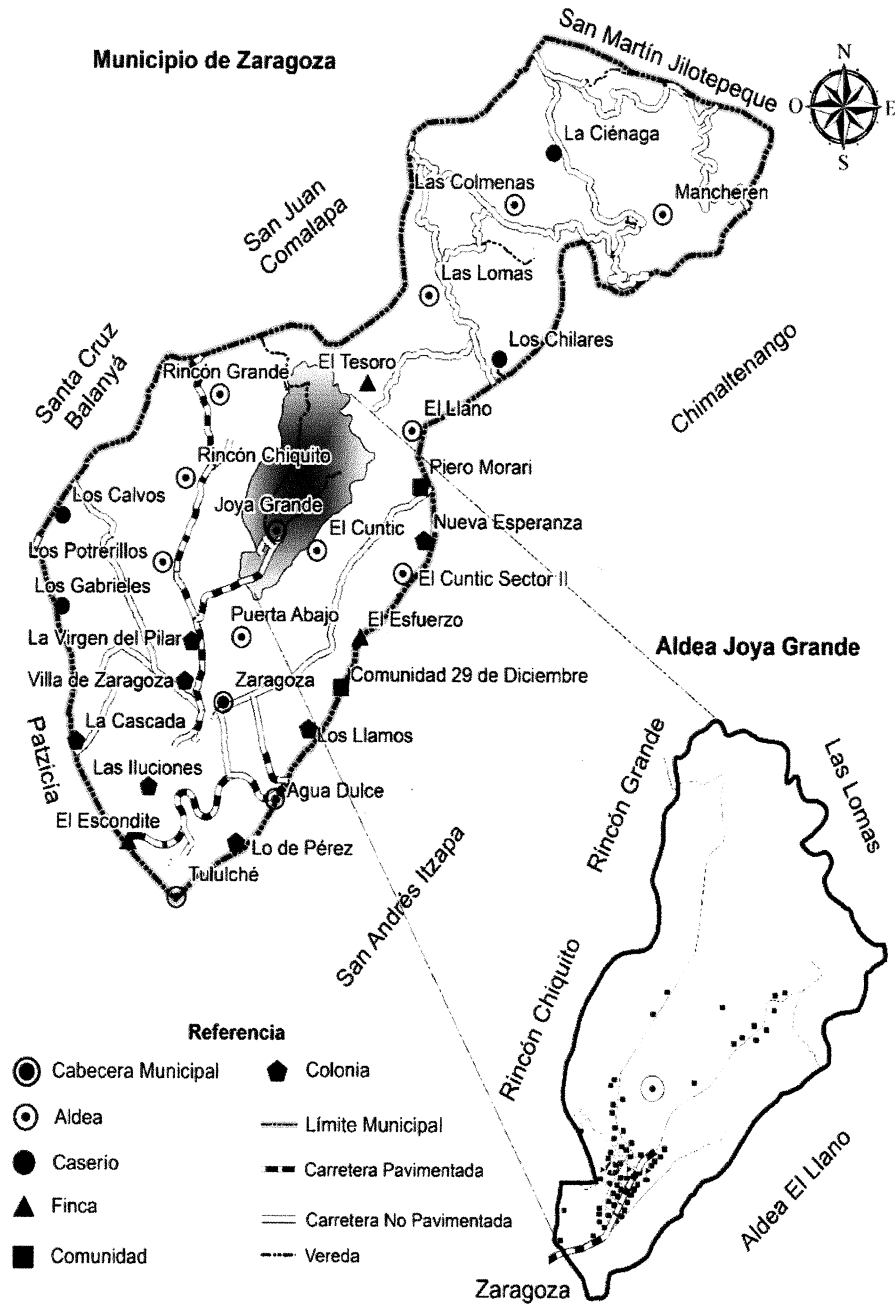 Municipio de Zaragoza
San Martín Jilotepeque
N
O
E
S
La Ciénaga
Las Colmenas
Mancheren
San Juan
Comalapa
Las Lomas
Los Chilares
Chimaltenango
Santa Cruz
Balanyá
El Tesoro
Rincón Grande
El Llano
Rincón Chiquito
Piero Morari
Los Calvos
Joya Grande
Nueva Esperanza
El Cuntic
Los Potrerillos
El Cuntic Sector II
Los Gabrieles
Puerta Abajo
El Esfuerzo
La Virgen del Pilar
Villa de Zaragoza
Zaragoza
Comunidad 29 de Diciembre
La Cascada
Los Llamos
Patzicia
Las Iluciones
Agua Dulce
El Escondite
Lo de Pérez
Tululché
San Andrés Itzapa
Aldea Joya Grande
Rincón Grande
Las Lomas
Rincón Chiquito
Aldea El Llano
Zaragoza
Referencia
Cabecera Municipal
Colonia
Aldea
Límite Municipal
Caserio
Carretera Pavimentada
Finca
Carretera No Pavimentada
Comunidad
Vereda